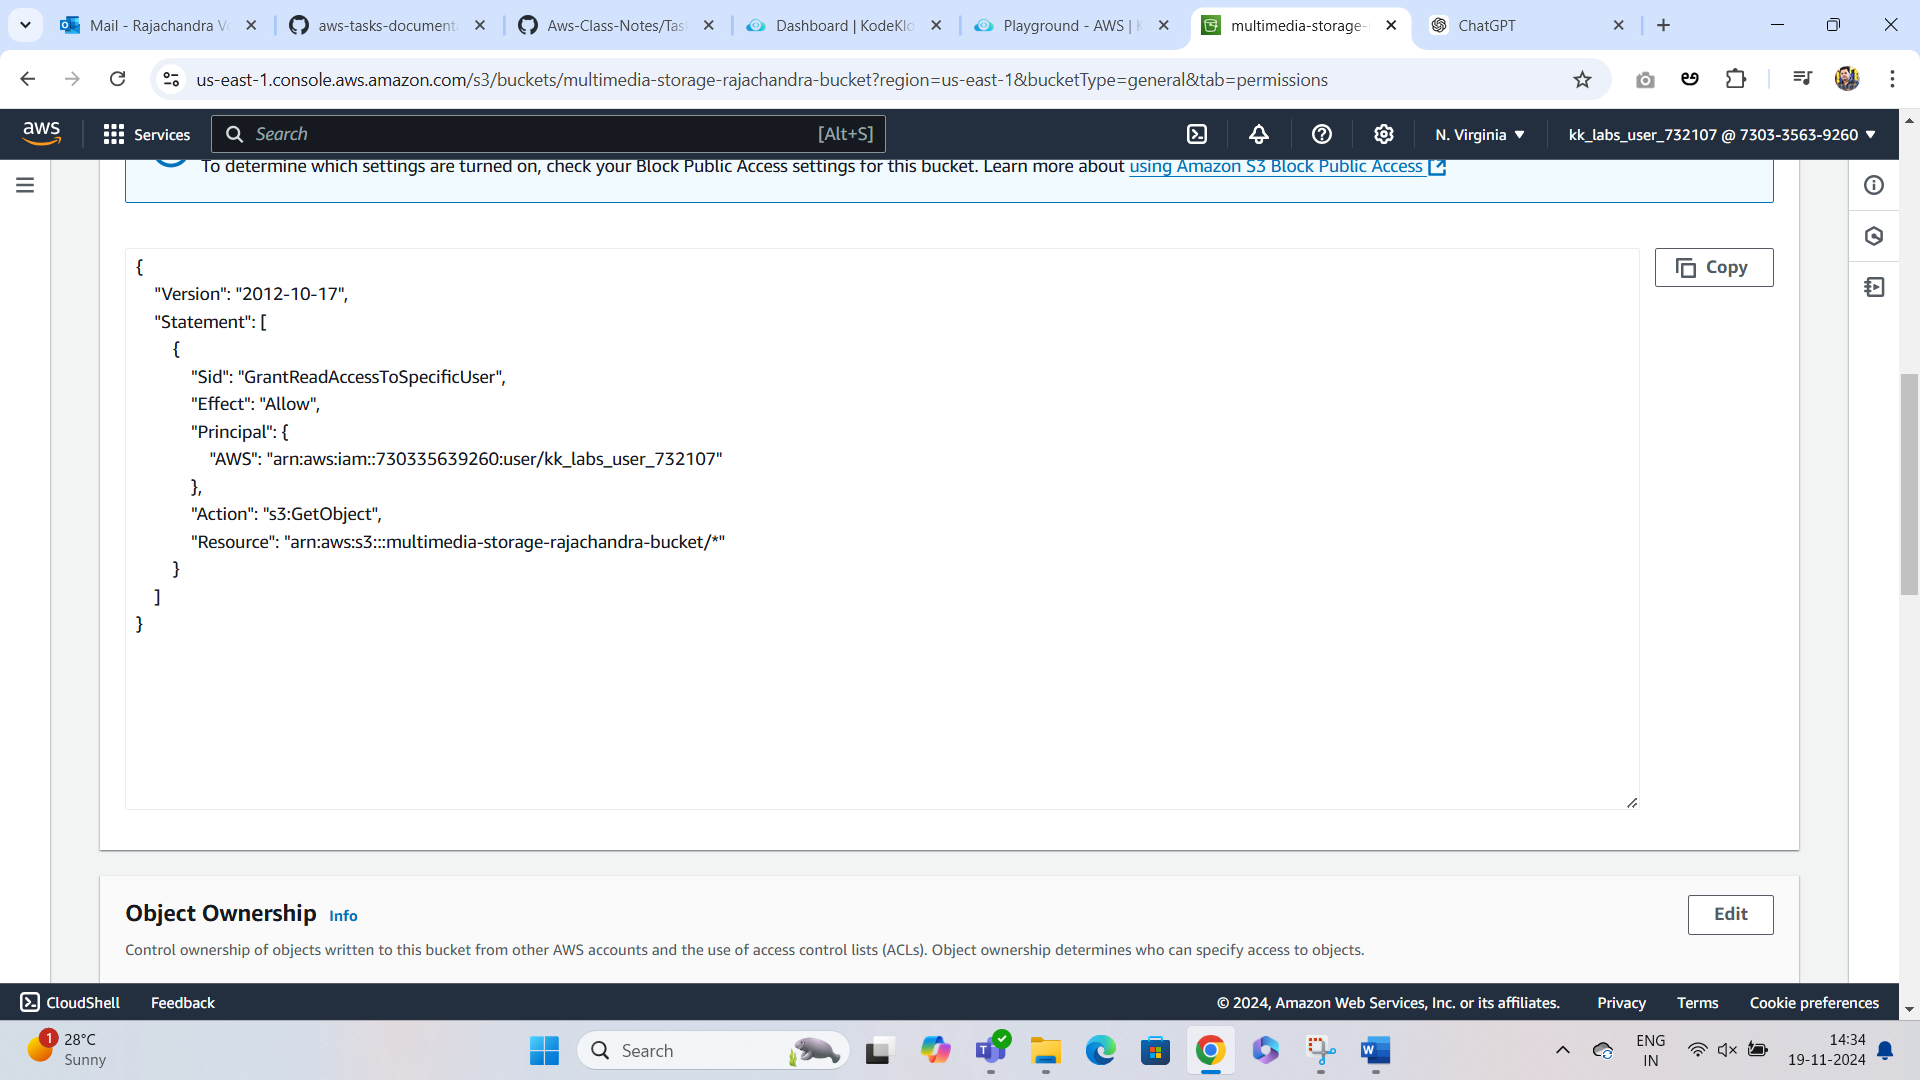 Mail - Rajachandra Vo
aws-tasks-document
Aws-Class-Notes/Tas
Dashboard | KodeKlo
Playground - AWS | K
multimedia-storage-
ChatGPT
us-east-1.console.aws.amazon.com/s3/buckets/multimedia-storage-rajachandra-bucket?region=us-east-1&bucketType=general&tab=permissions
aws
Services
Search
[Alt+S]
N. Virginia
kk_labs_user_732107 @ 7303-3563-9260
To determine which settings are turned on, check your Block Public Access settings for this bucket. Learn more about using Amazon S3 Block Public Access
Copy
{
"Version": "2012-10-17",
"Statement": [
{
"Sid": "GrantReadAccessToSpecificUser",
"Effect": "Allow",
"Principal": {
"AWS": "arn:aws:iam::730335639260:user/kk_labs_user_732107"
},
"Action": "s3:GetObject",
"Resource": "arn:aws:s3:::multimedia-storage-rajachandra-bucket/*"
}
]
}
Object Ownership Info
Edit
Control ownership of objects written to this bucket from other AWS accounts and the use of access control lists (ACLs). Object ownership determines who can specify access to objects.
CloudShell
Feedback
© 2024, Amazon Web Services, Inc. or its affiliates.
Privacy
Terms
Cookie preferences
1
28°C
Sunny
Search
ENG
IN
14:34
19-11-2024